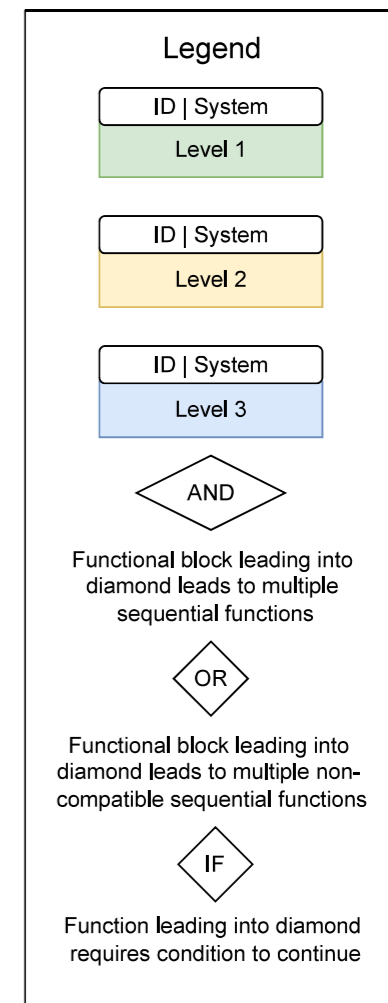 Legend
ID | System
Level 1
ID | System
Level 2
ID | System
Level 3
AND
Functional block leading into
diamond leads to multiple
sequential functions
OR
Functional block leading into
diamond leads to multiple non-
compatible sequential functions
IF
Function leading into diamond
requires condition to continue